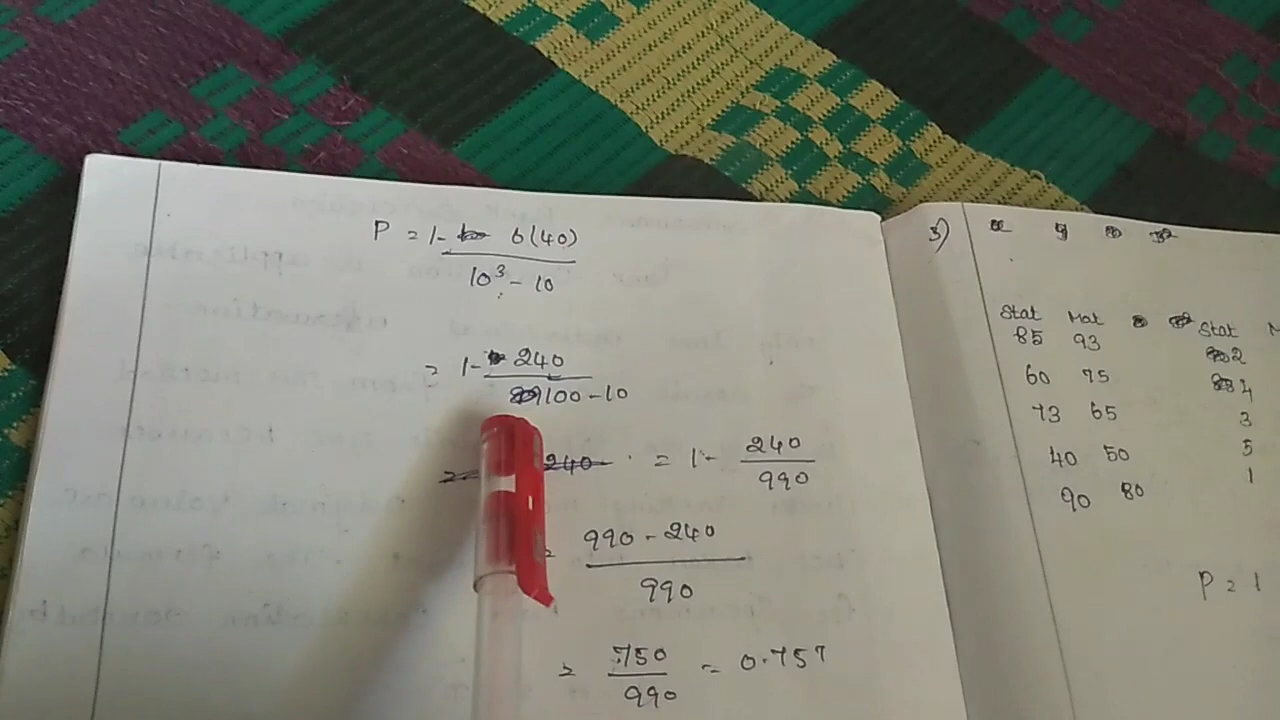 P = 1- 6(40)
10³ - 10
= 1- 240
100 - 10
240 = 1- 240
990
= 990 - 240
990
= 750
990
= 0.757
3)
Stat Mat Stat M
85 93 2
60 75 4
73 65 3
40 50 5
90 80 1
P = 1